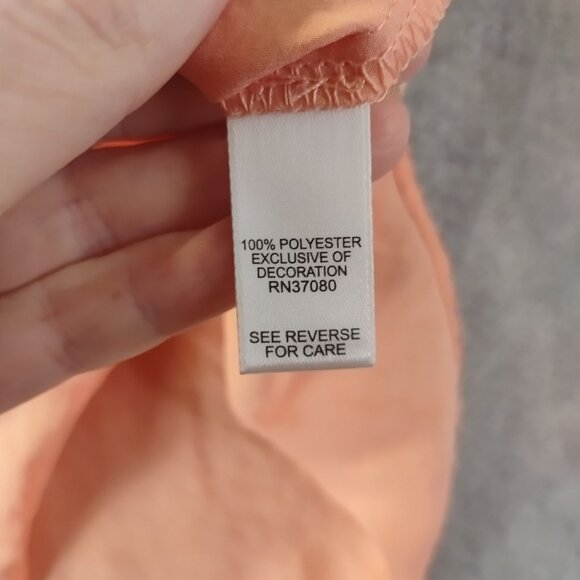 100% POLYESTER
EXCLUSIVE OF
DECORATION
RN37080
SEE REVERSE
FOR CARE